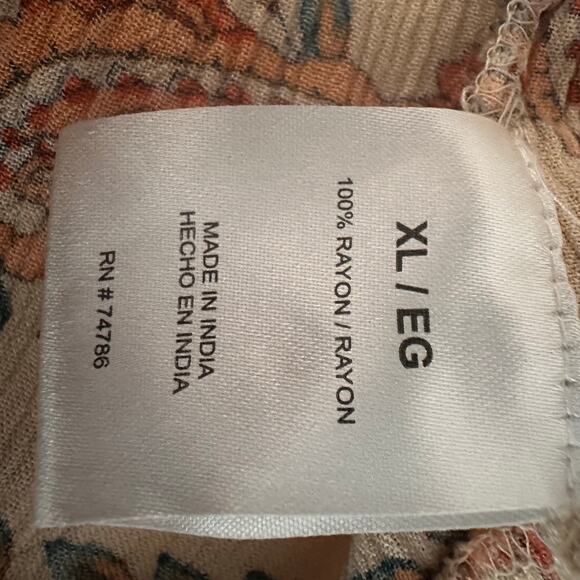 XL / EG
100% RAYON / RAYON
MADE IN INDIA
HECHO EN INDIA
RN # 74786